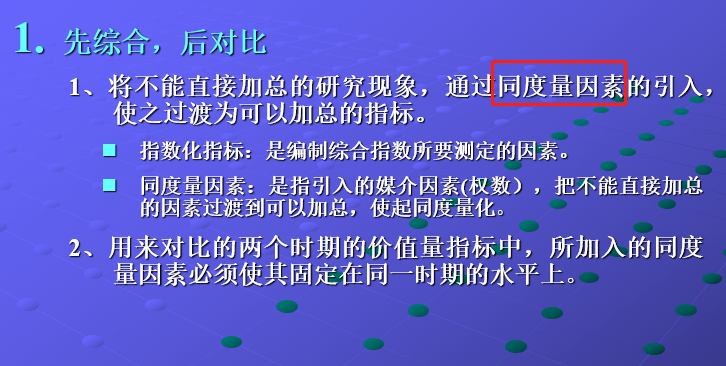 1. 先综合，后对比
1、将不能直接加总的研究现象，通过同度量因素的引入，
使之过渡为可以加总的指标。
指数化指标：是编制综合指数所要测定的因素。
同度量因素：是指引入的媒介因素(权数），把不能直接加总
的因素过渡到可以加总，使起同度量化。
2、用来对比的两个时期的价值量指标中，所加入的同度
量因素必须使其固定在同一时期的水平上。